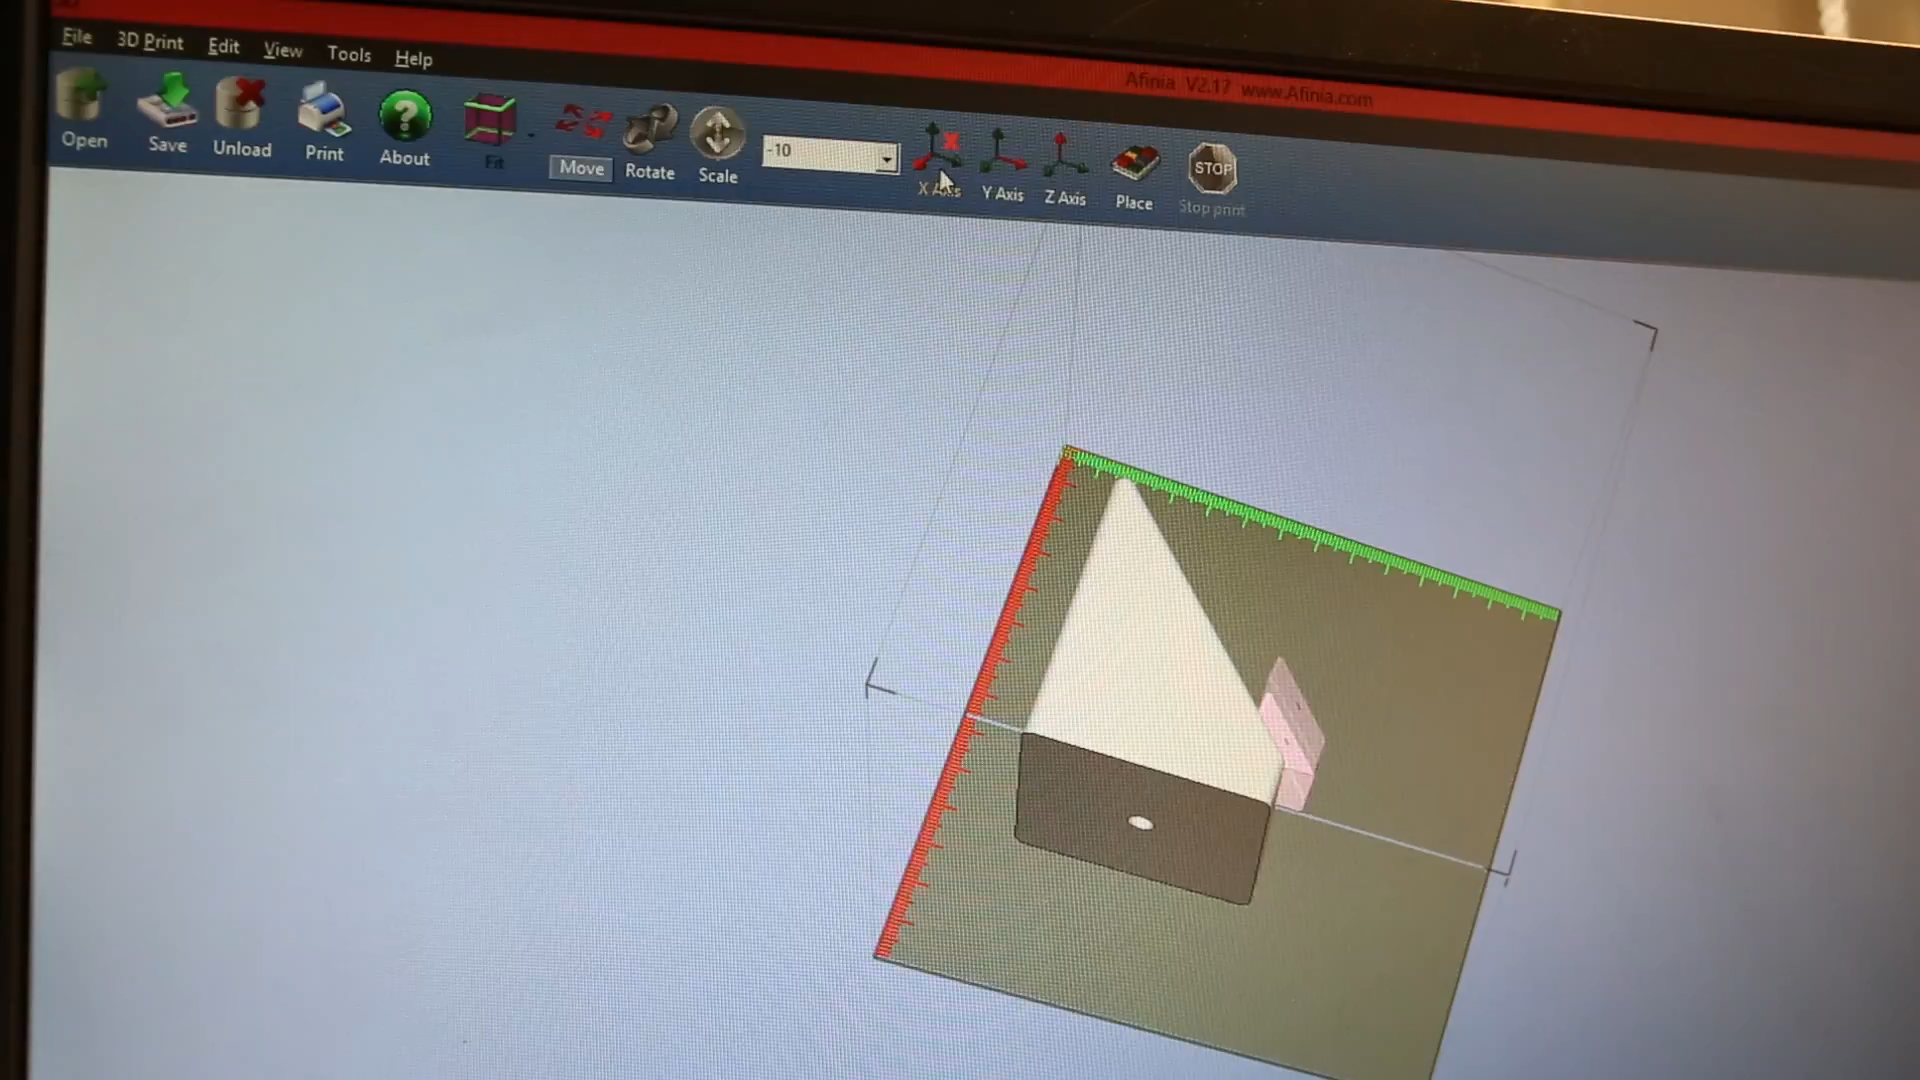 File 3D Print Edit View Tools Help
Afinia V2.17 www.Afinia.com
Open Save Unload Print About Fit Move Rotate Scale -10 X Axis Y Axis Z Axis Place STOP Stop print